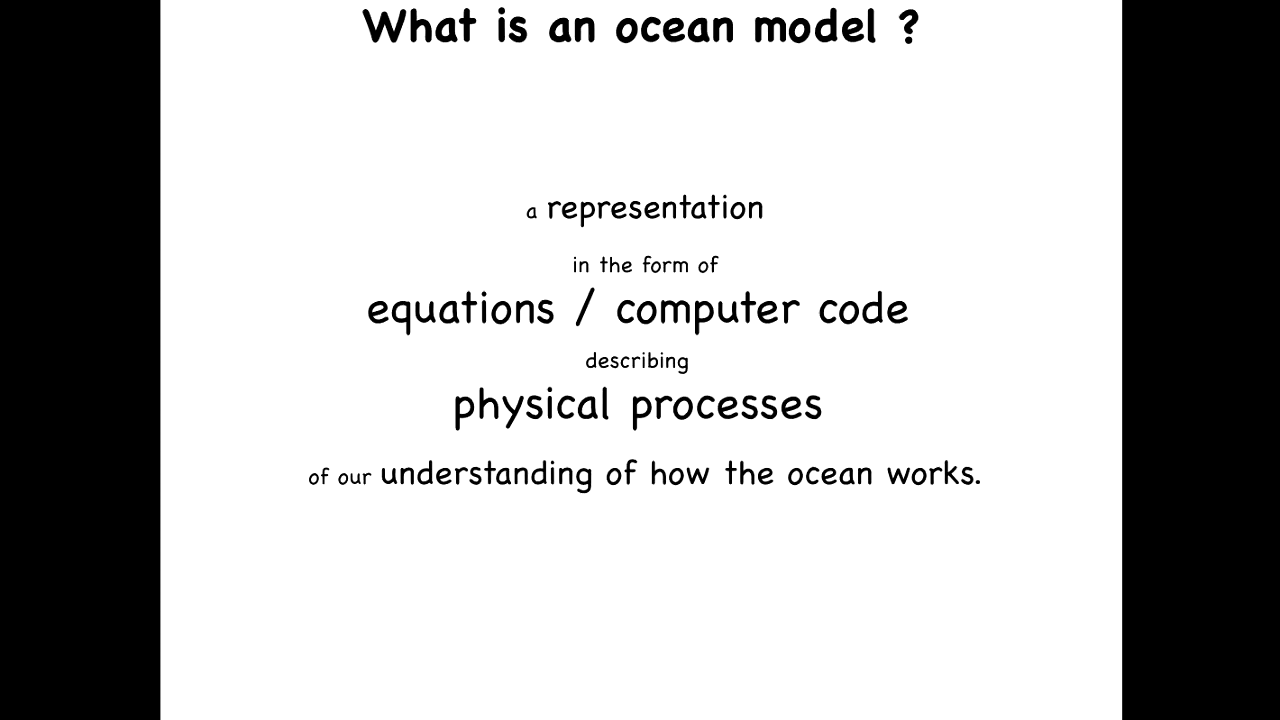 What is an ocean model ?
a representation
in the form of
equations / computer code
describing
physical processes
of our understanding of how the ocean works.